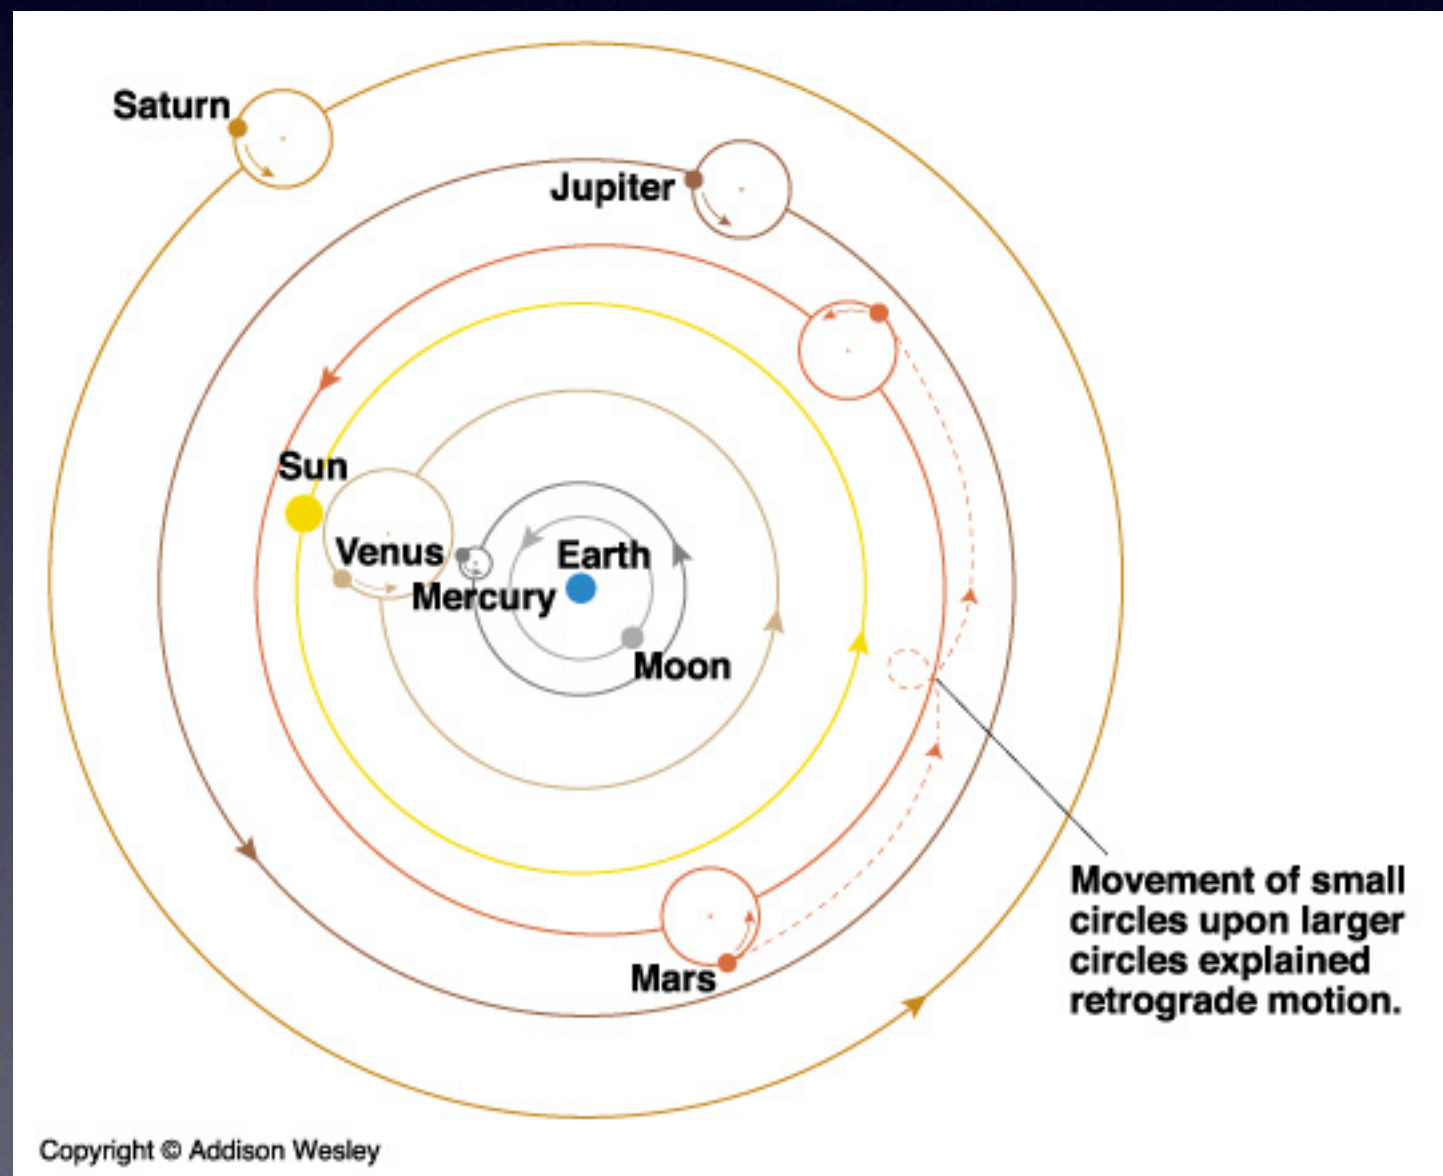 Saturn
Jupiter
Sun
Venus
Earth
Mercury
Moon
Movement of small
circles upon larger
circles explained
retrograde motion.
Mars
Copyright © Addison Wesley